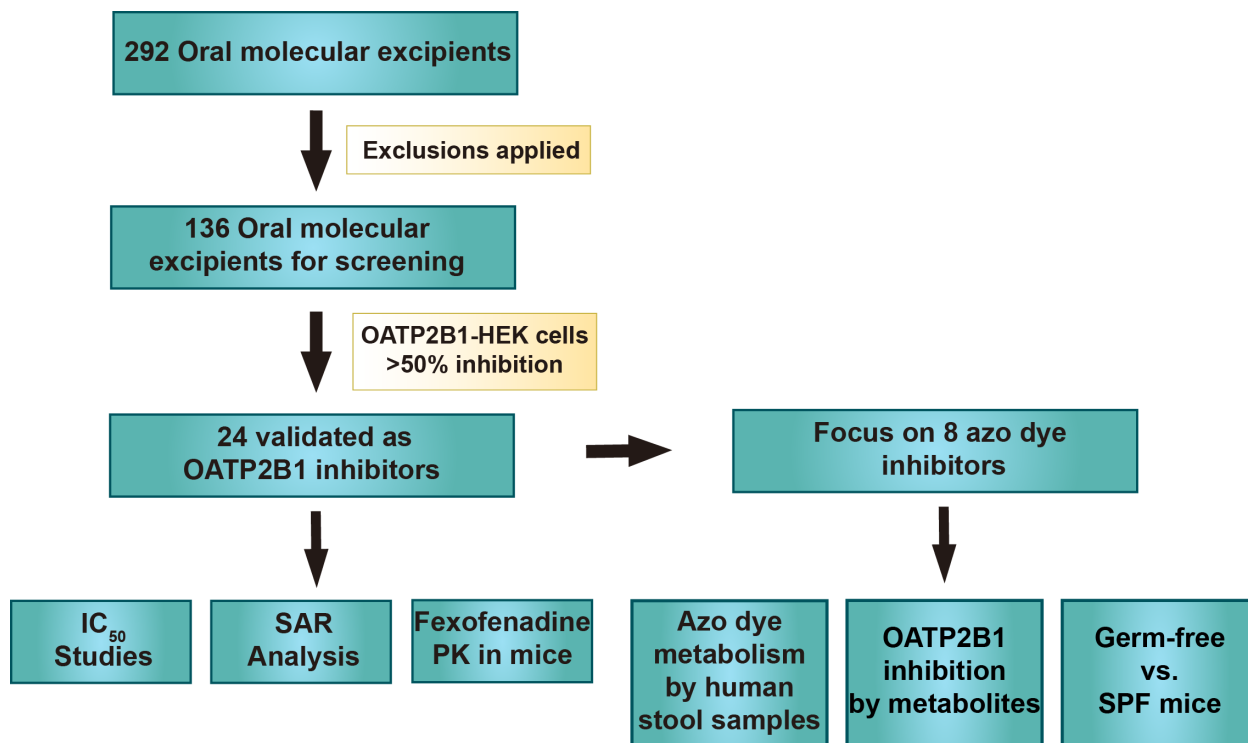 292 Oral molecular excipients
Exclusions applied
136 Oral molecular
excipients for screening
OATP2B1-HEK cells
>50% inhibition
24 validated as
OATP2B1 inhibitors
Focus on 8 azo dye
inhibitors
IC50
Studies
SAR
Analysis
Fexofenadine
PK in mice
Azo dye
metabolism
by human
stool samples
OATP2B1
inhibition
by metabolites
Germ-free
vs.
SPF mice